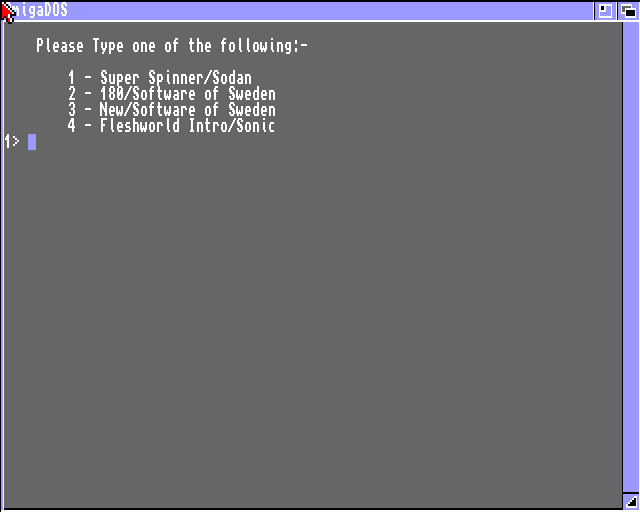 migaDOS
Please Type one of the following:-
1 - Super Spinner/Sodan
2 - 180/Software of Sweden
3 - New/Software of Sweden
4 - Fleshworld Intro/Sonic
1>